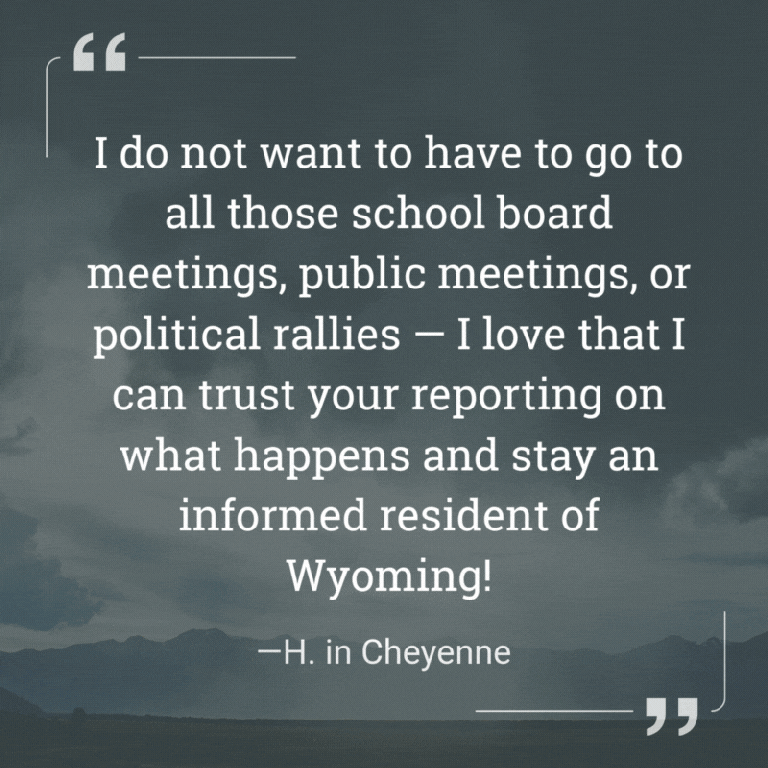 “
I do not want to have to go to
all those school board
meetings, public meetings, or
political rallies — I love that I
can trust your reporting on
what happens and stay an
informed resident of
Wyoming!
—H. in Cheyenne
”